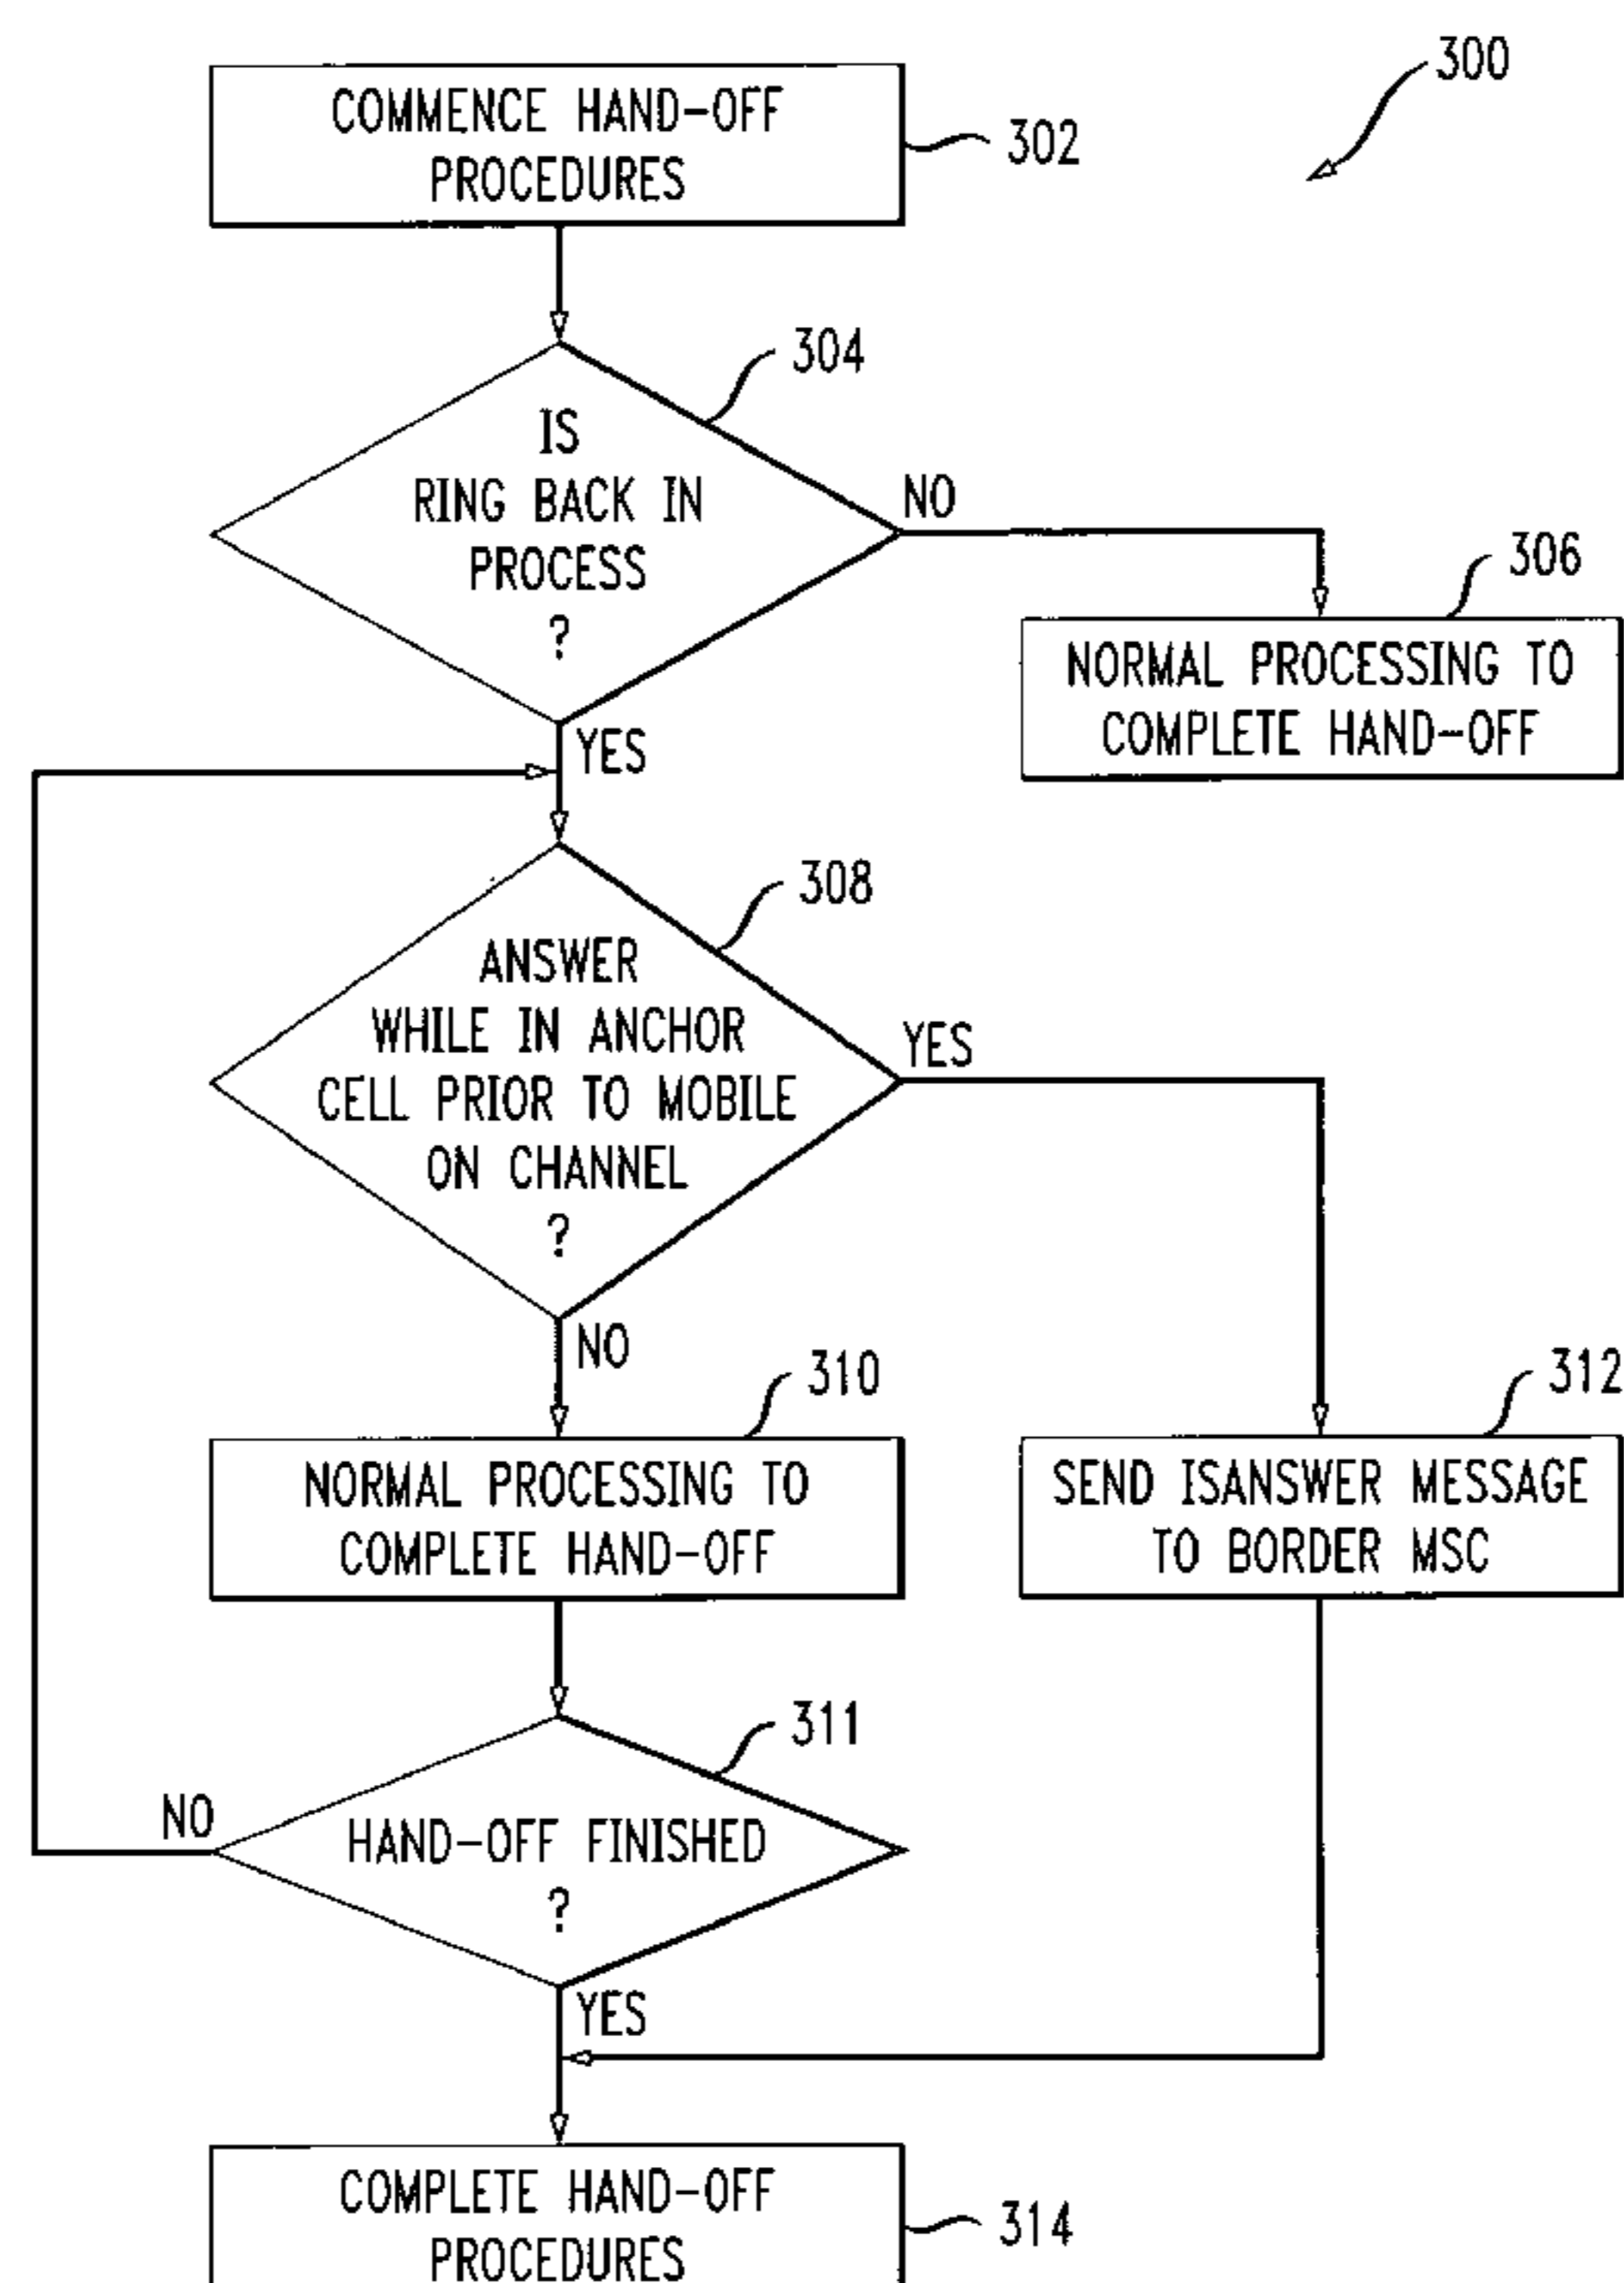 300
COMMENCE HAND-OFF
PROCEDURES
302
304
IS
RING BACK IN
PROCESS
?
NO
306
NORMAL PROCESSING TO
COMPLETE HAND-OFF
YES
308
ANSWER
WHILE IN ANCHOR
CELL PRIOR TO MOBILE
ON CHANNEL
?
YES
NO
310
312
NORMAL PROCESSING TO
COMPLETE HAND-OFF
SEND ISANSWER MESSAGE
TO BORDER MSC
311
NO
HAND-OFF FINISHED
?
YES
COMPLETE HAND-OFF
PROCEDURES
314